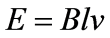 E = Blv